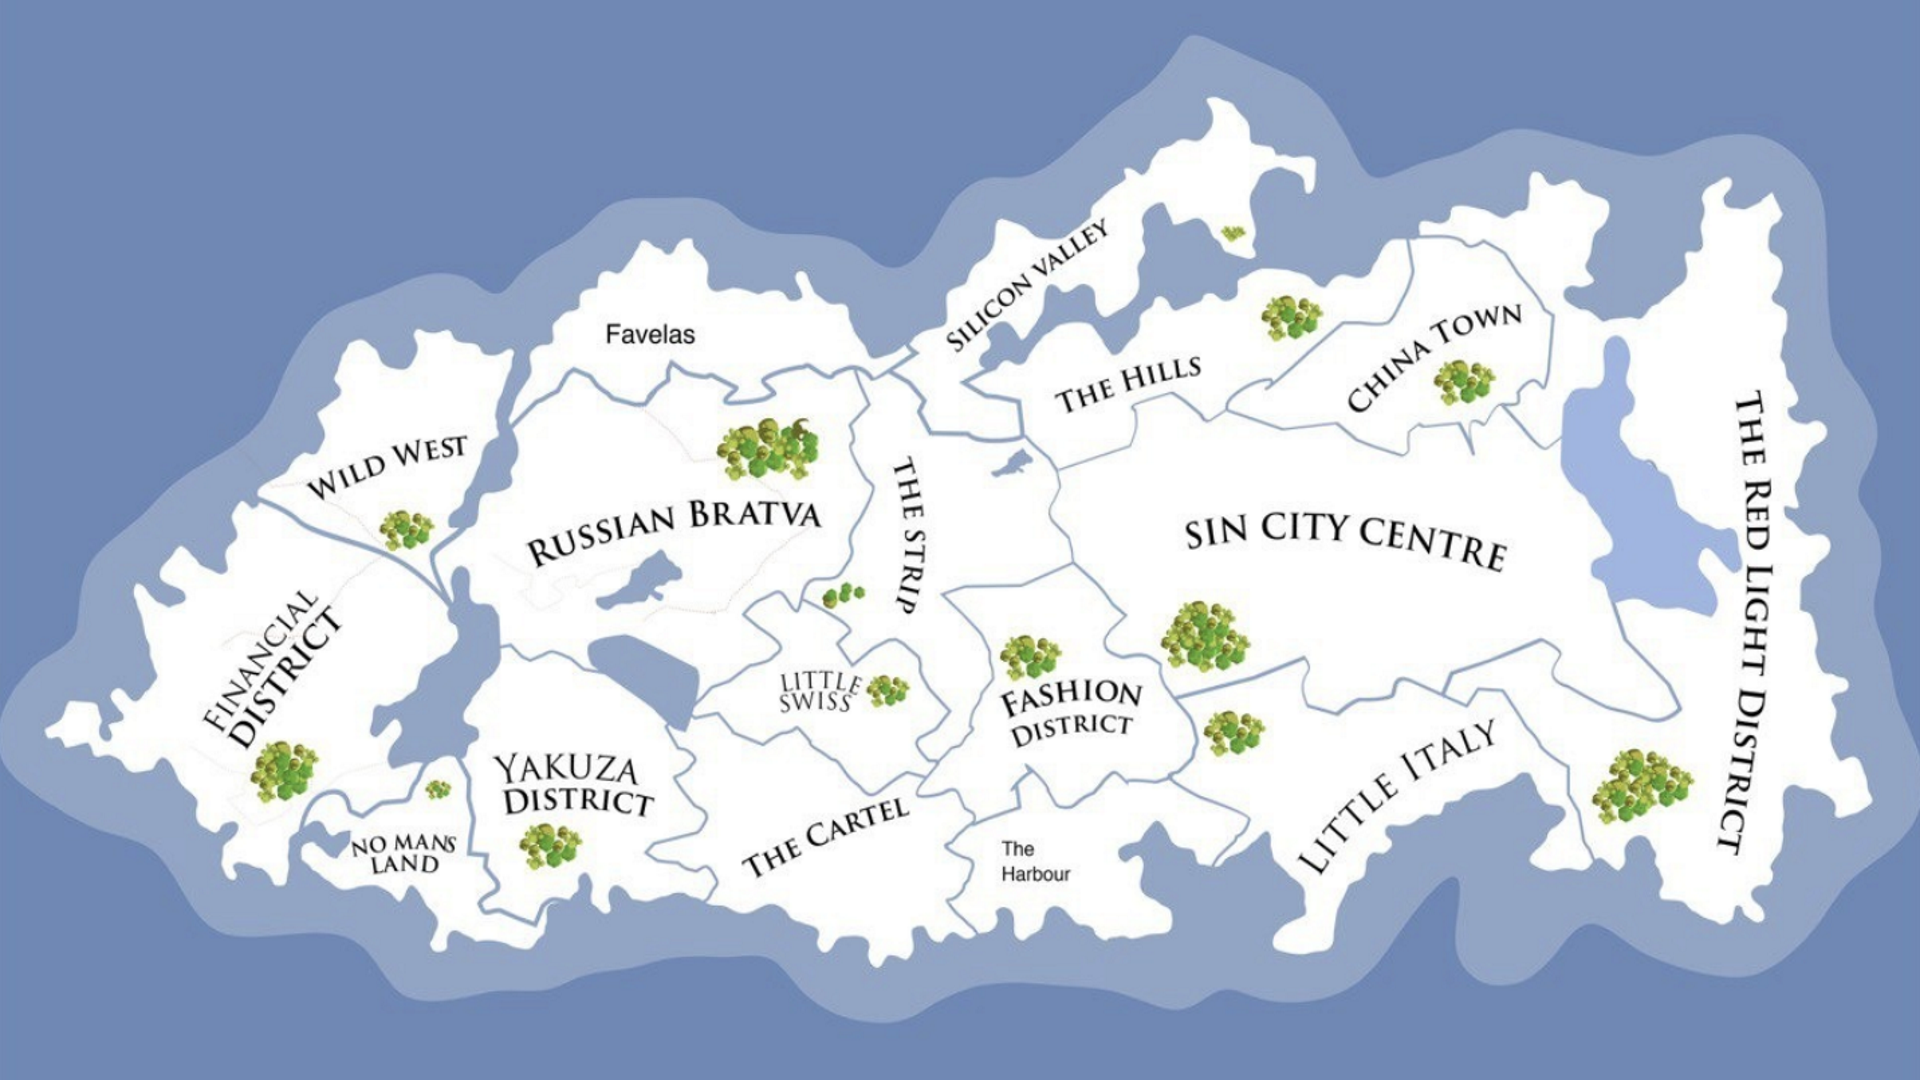 SILICON VALLEY
Favelas
CHINA TOWN
THE HILLS
WILD WEST
RUSSIAN BRATVA
THE STRIP
SIN CITY CENTRE
THE RED LIGHT DISTRICT
FINANCIAL
DISTRICT
LITTLE
SWISS
FASHION
DISTRICT
YAKUZA
DISTRICT
LITTLE ITALY
NO MANS
LAND
THE CARTEL
The
Harbour